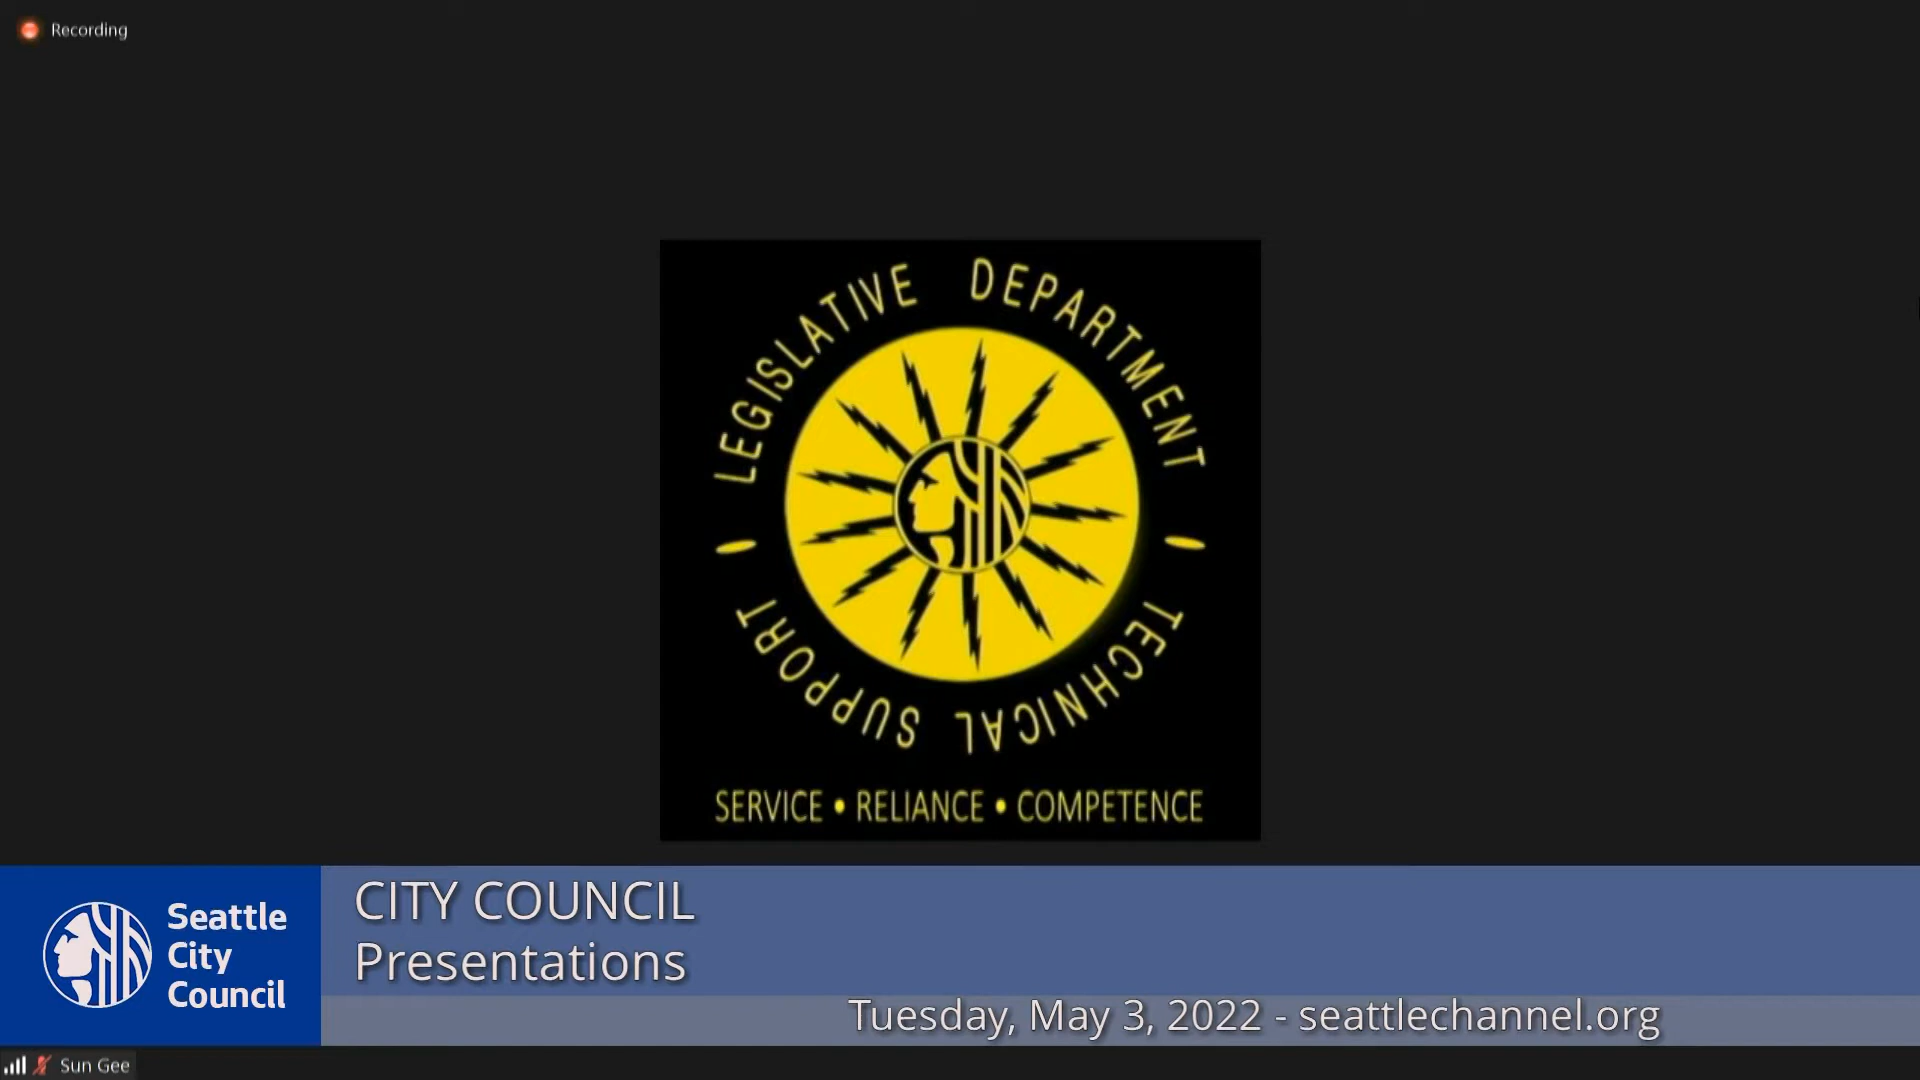 Recording
LEGISLATIVE DEPARTMENT
TECHNICAL SUPPORT
SERVICE • RELIANCE • COMPETENCE
Seattle
City
Council
CITY COUNCIL
Presentations
Tuesday, May 3, 2022 - seattlechannel.org
Sun Gee